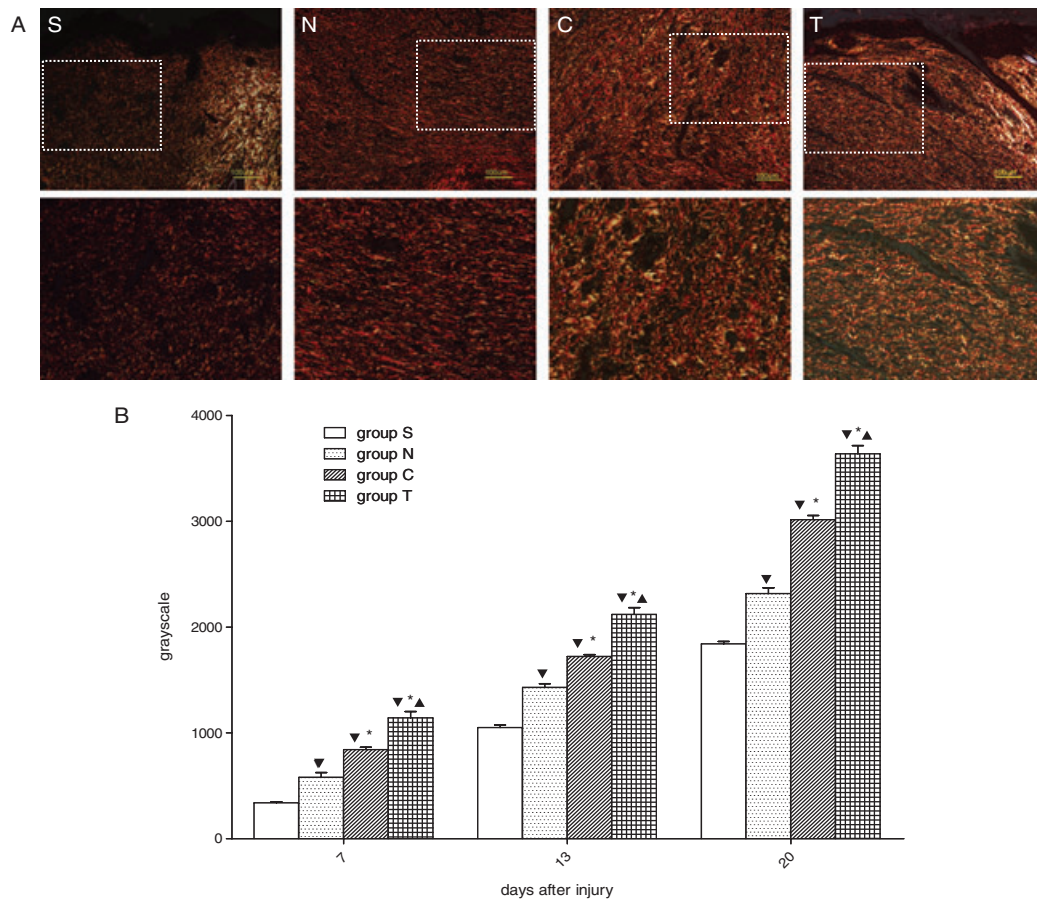 A
S
N
C
T
B
4000
3000
2000
1000
0
grayscale
group S
group N
group C
group T
▼
▼ *
▼ * ▲
▼
▼ *
▼ * ▲
▼
▼ *
▼ * ▲
7
13
20
days after injury